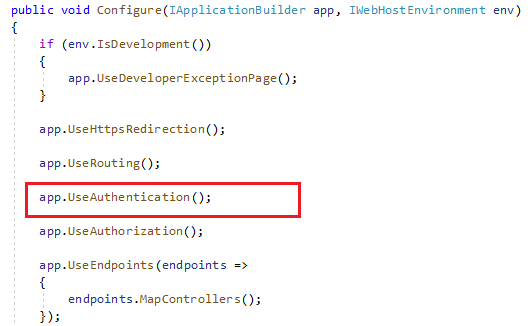 public void Configure(IApplicationBuilder app, IWebHostEnvironment env)
{
if (env.IsDevelopment())
{
app.UseDeveloperExceptionPage();
}
app.UseHttpsRedirection();
app.UseRouting();
app.UseAuthentication();
app.UseAuthorization();
app.UseEndpoints(endpoints =>
{
endpoints.MapControllers();
});